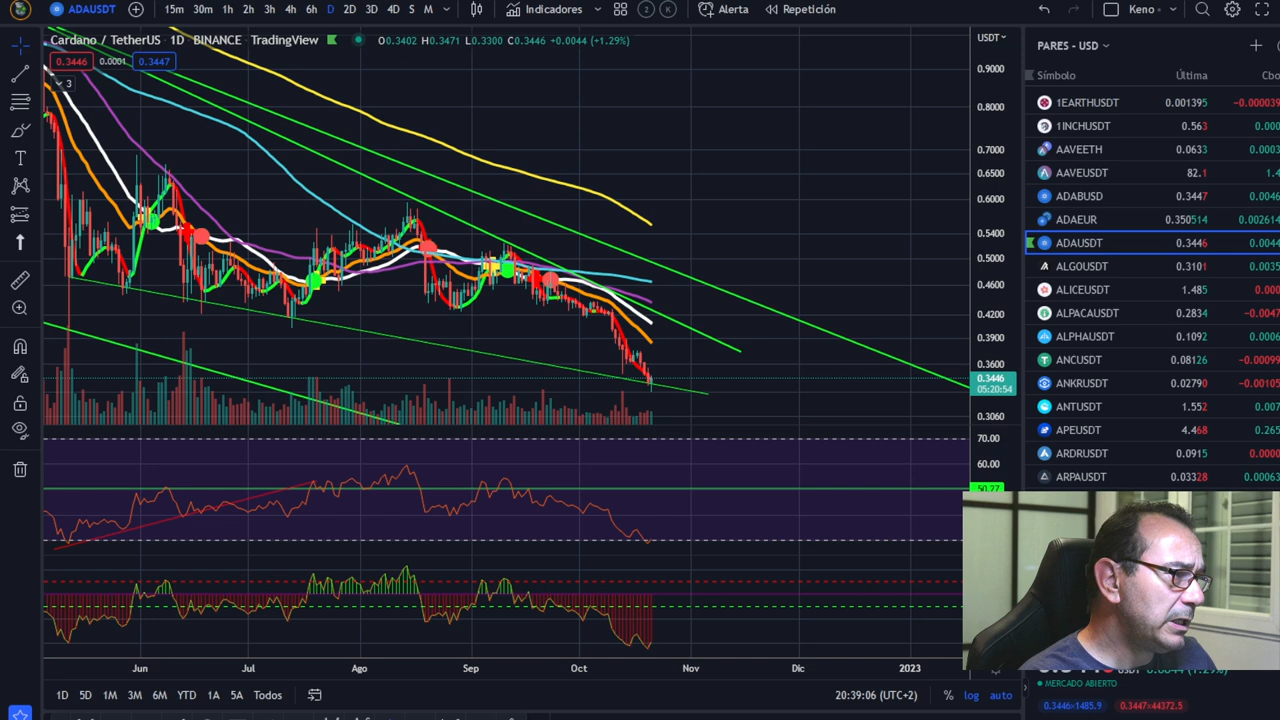 ADAUSDT 15m 30m 1h 2h 3h 4h 6h D 2D 3D 4D S M Indicadores 2 K Alerta Repetición Keno
Cardano / TetherUS · 1D · BINANCE · TradingView O0.3402 H0.3471 L0.3300 C0.3446 +0.0044 (+1.29%)
0.3446 0.0001 0.3447
3
USDT
0.9000
0.8000
0.7000
0.6500
0.6000
0.5400
0.5000
0.4600
0.4200
0.3900
0.3600
0.3446
05:20:54
0.3060
70.00
60.00
50.27
Jun Jul Ago Sep Oct Nov Dic 2023
1D 5D 1M 3M 6M YTD 1A 5A Todos 20:39:06 (UTC+2) % log auto
PARES - USD
Símbolo Última Cbo
1EARTHUSDT 0.001395 -0.000039
1INCHUSDT 0.563 0.000
AAVEETH 0.0633 0.0003
AAVEUSDT 82.1 1.4
ADABUSD 0.3447 0.0042
ADAEUR 0.350514 0.002614
ADAUSDT 0.3446 0.0044
ALGOUSDT 0.3101 0.0035
ALICEUSDT 1.485 0.000
ALPACAUSDT 0.2834 -0.0047
ALPHAUSDT 0.1092 0.0006
ANCUSDT 0.08126 -0.00099
ANKRUSDT 0.02790 -0.00105
ANTUSDT 1.552 0.007
APEUSDT 4.468 0.265
ARDRUSDT 0.0915 0.0000
ARPAUSDT 0.03328 0.00063
MERCADO ABIERTO
0.3446×1485.9 0.3447×44372.5